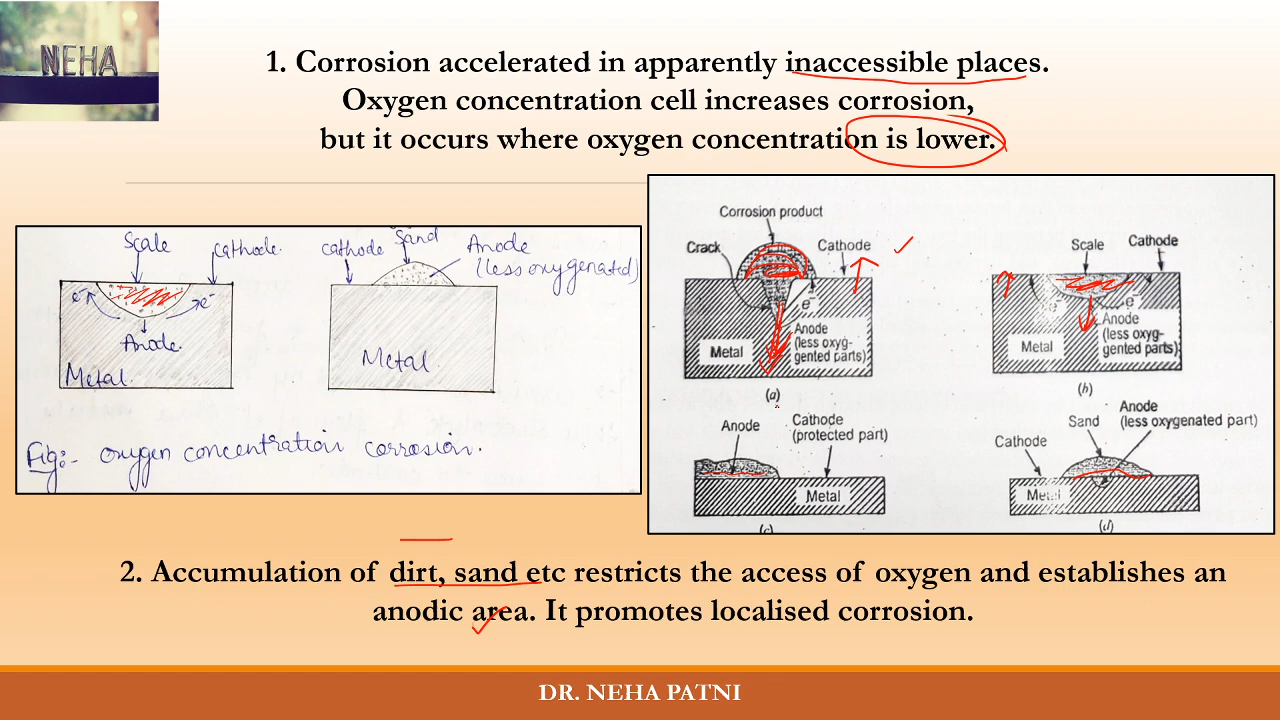 NEHA
1. Corrosion accelerated in apparently inaccessible places.
Oxygen concentration cell increases corrosion,
but it occurs where oxygen concentration is lower.
Scale
cathode.
e⁻
e⁻
Anode.
Metal.
cathode
Sand
Anode
(less oxygenated)
Metal.
Fig:- oxygen concentration corrosion.
Corrosion product
Crack
Cathode
e⁻
Anode
(less oxyg-
gented parts)
Metal
(a)
Scale
Cathode
e⁻
e⁻
Anode
(less oxyg-
gented parts)
Metal
(b)
Anode
Cathode
(protected part)
Metal
(c)
Anode
(less oxygenated part)
Sand
Cathode
Metal
(d)
2. Accumulation of dirt, sand etc restricts the access of oxygen and establishes an
anodic area. It promotes localised corrosion.
DR. NEHA PATNI